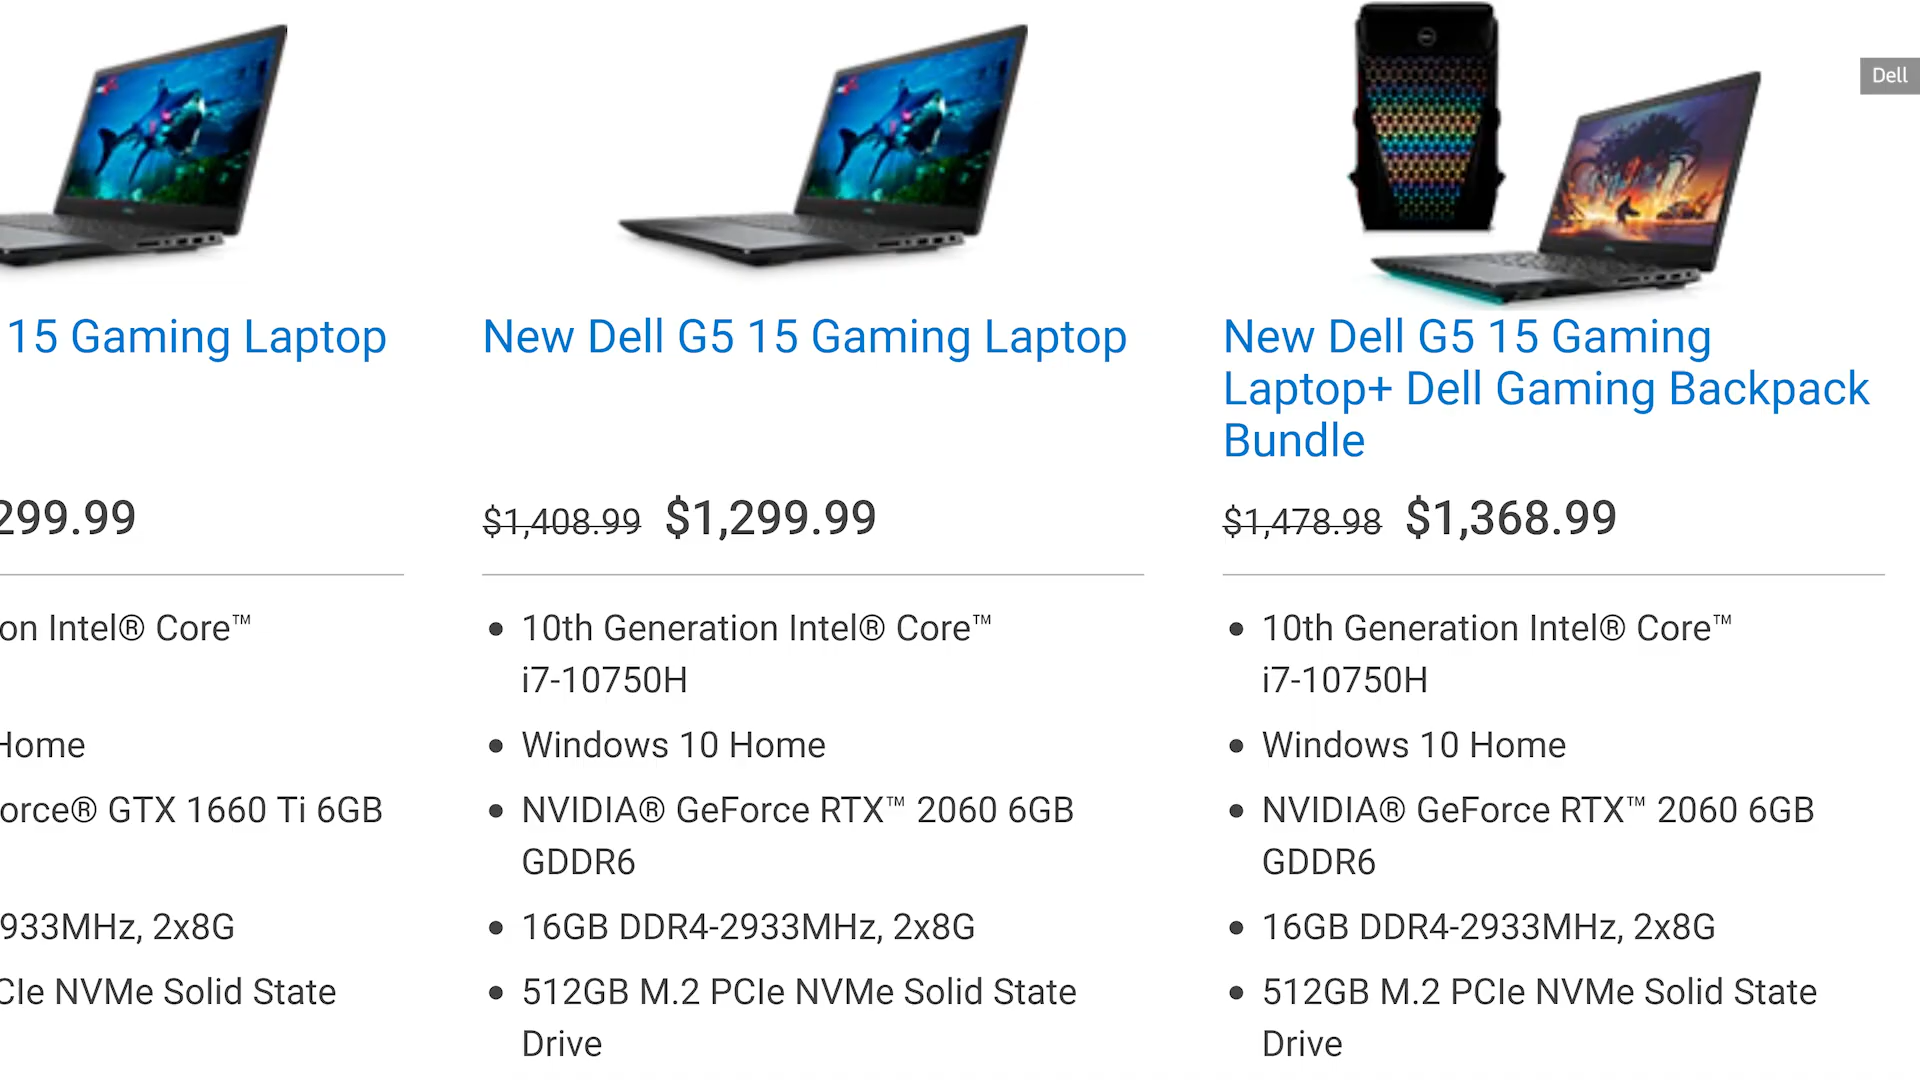 Dell
15 Gaming Laptop
299.99
on Intel® Core™
Home
orce® GTX 1660 Ti 6GB
933MHz, 2x8G
CIe NVMe Solid State
New Dell G5 15 Gaming Laptop
$1,408.99 $1,299.99
• 10th Generation Intel® Core™
i7-10750H
• Windows 10 Home
• NVIDIA® GeForce RTX™ 2060 6GB
GDDR6
• 16GB DDR4-2933MHz, 2x8G
• 512GB M.2 PCIe NVMe Solid State
Drive
New Dell G5 15 Gaming
Laptop+ Dell Gaming Backpack
Bundle
$1,478.98 $1,368.99
• 10th Generation Intel® Core™
i7-10750H
• Windows 10 Home
• NVIDIA® GeForce RTX™ 2060 6GB
GDDR6
• 16GB DDR4-2933MHz, 2x8G
• 512GB M.2 PCIe NVMe Solid State
Drive